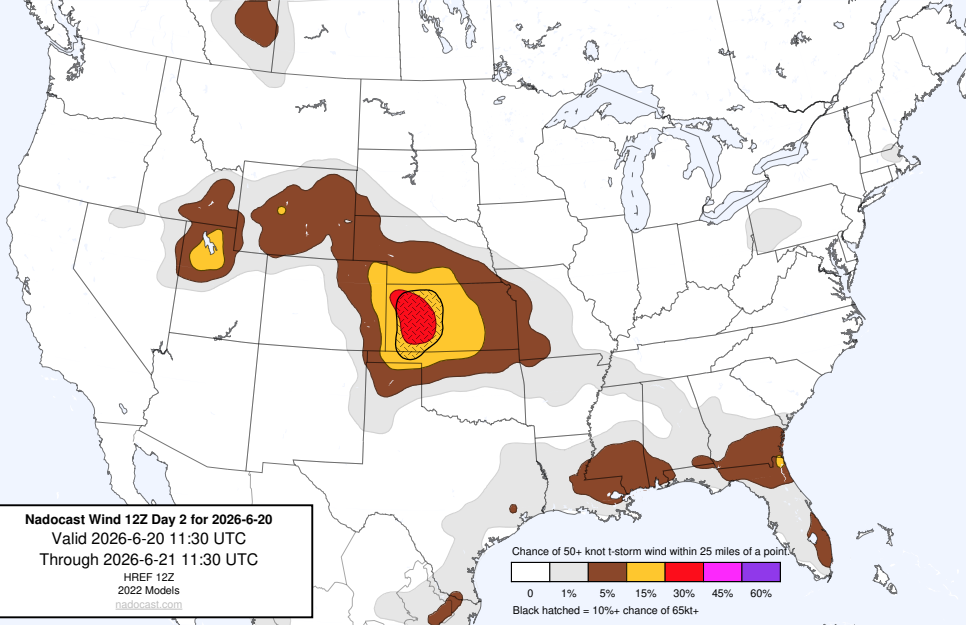 Nadocast Wind 12Z Day 2 for 2026-6-20
Valid 2026-6-20 11:30 UTC
Through 2026-6-21 11:30 UTC
HREF 12Z
2022 Models
nadocast.com
Chance of 50+ knot t-storm wind within 25 miles of a point.
0 1% 5% 15% 30% 45% 60%
Black hatched = 10%+ chance of 65kt+